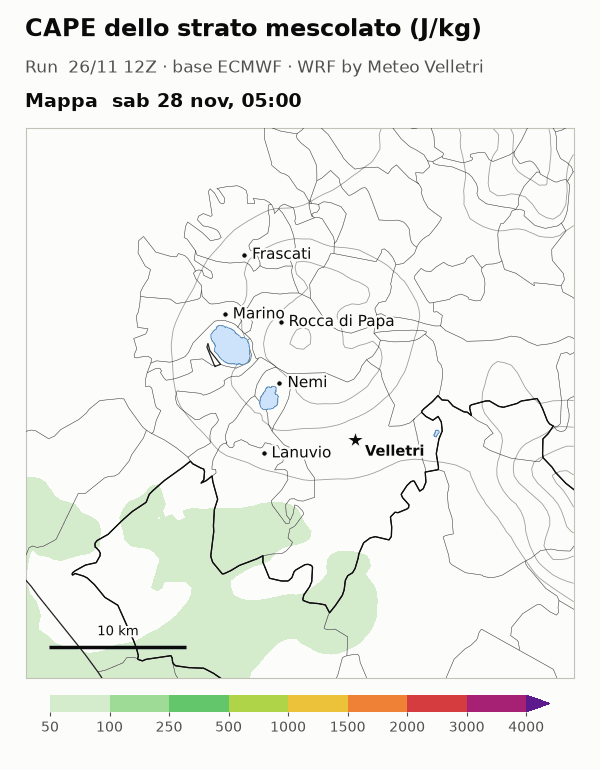 CAPE dello strato mescolato (J/kg)
Run  26/11 12Z · base ECMWF · WRF by Meteo Velletri
Mappa  sab 28 nov, 05:00
Frascati
Marino
Rocca di Papa
Nemi
Velletri
Lanuvio
10 km
50 100 250 500 1000 1500 2000 3000 4000